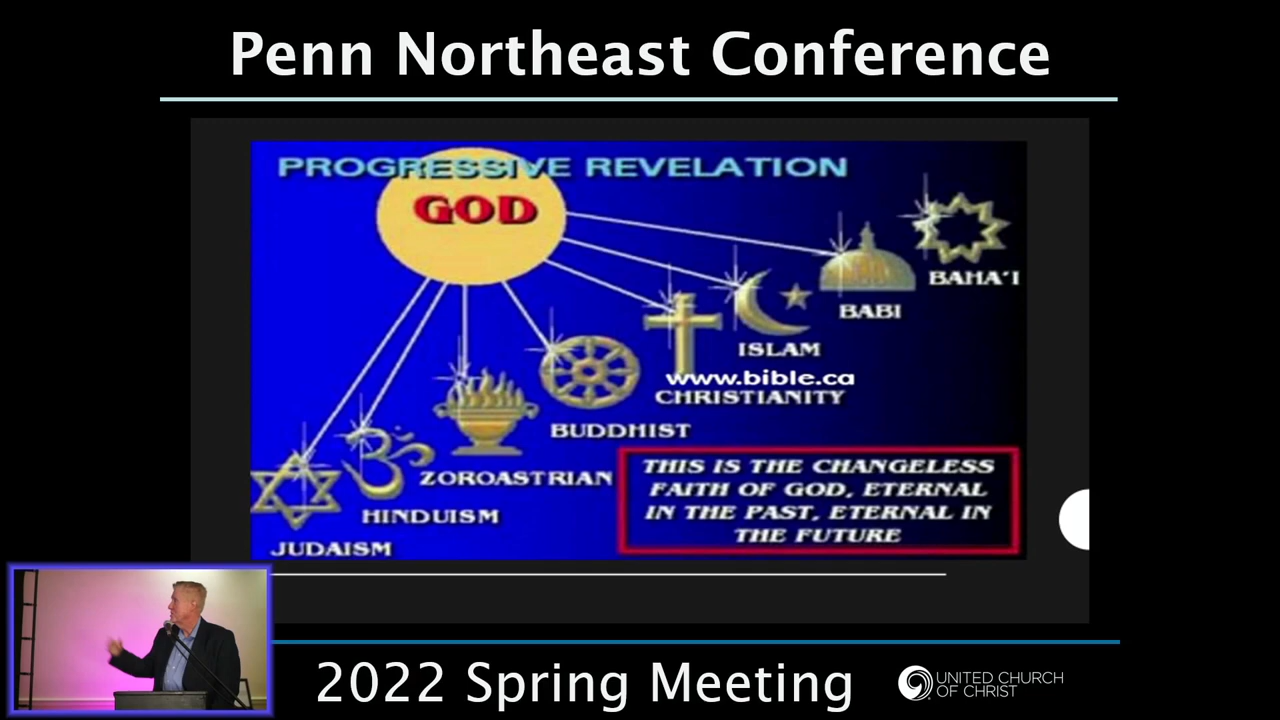 Penn Northeast Conference
PROGRESSIVE REVELATION
GOD
BAHA'I
BABI
ISLAM
www.bible.ca
CHRISTIANITY
BUDDHIST
ZOROASTRIAN
HINDUISM
JUDAISM
THIS IS THE CHANGELESS
FAITH OF GOD, ETERNAL
IN THE PAST, ETERNAL IN
THE FUTURE
2022 Spring Meeting
UNITED CHURCH
OF CHRIST